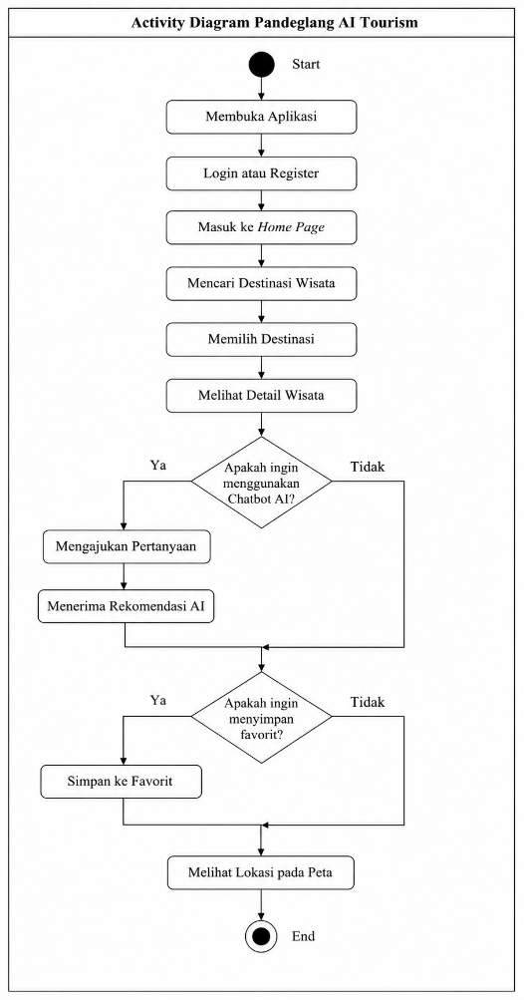 Activity Diagram Pandeglang AI Tourism
Start
Membuka Aplikasi
Login atau Register
Masuk ke Home Page
Mencari Destinasi Wisata
Memilih Destinasi
Melihat Detail Wisata
Ya
Apakah ingin
menggunakan
Chatbot AI?
Tidak
Mengajukan Pertanyaan
Menerima Rekomendasi AI
Ya
Apakah ingin
menyimpan
favorit?
Tidak
Simpan ke Favorit
Melihat Lokasi pada Peta
End